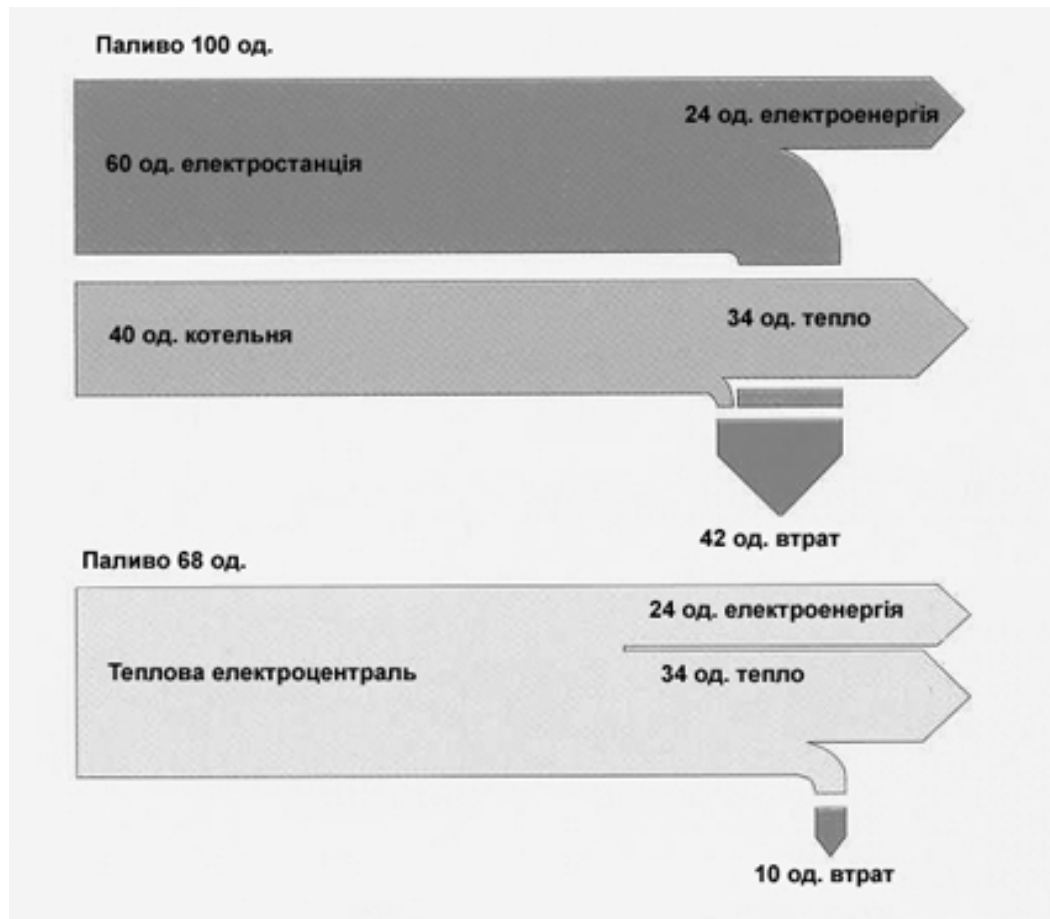 Паливо 100 од.
24 од. електроенергія
60 од. електростанція
34 од. тепло
40 од. котельня
42 од. втрат
Паливо 68 од.
24 од. електроенергія
Теплова електроцентраль
34 од. тепло
10 од. втрат